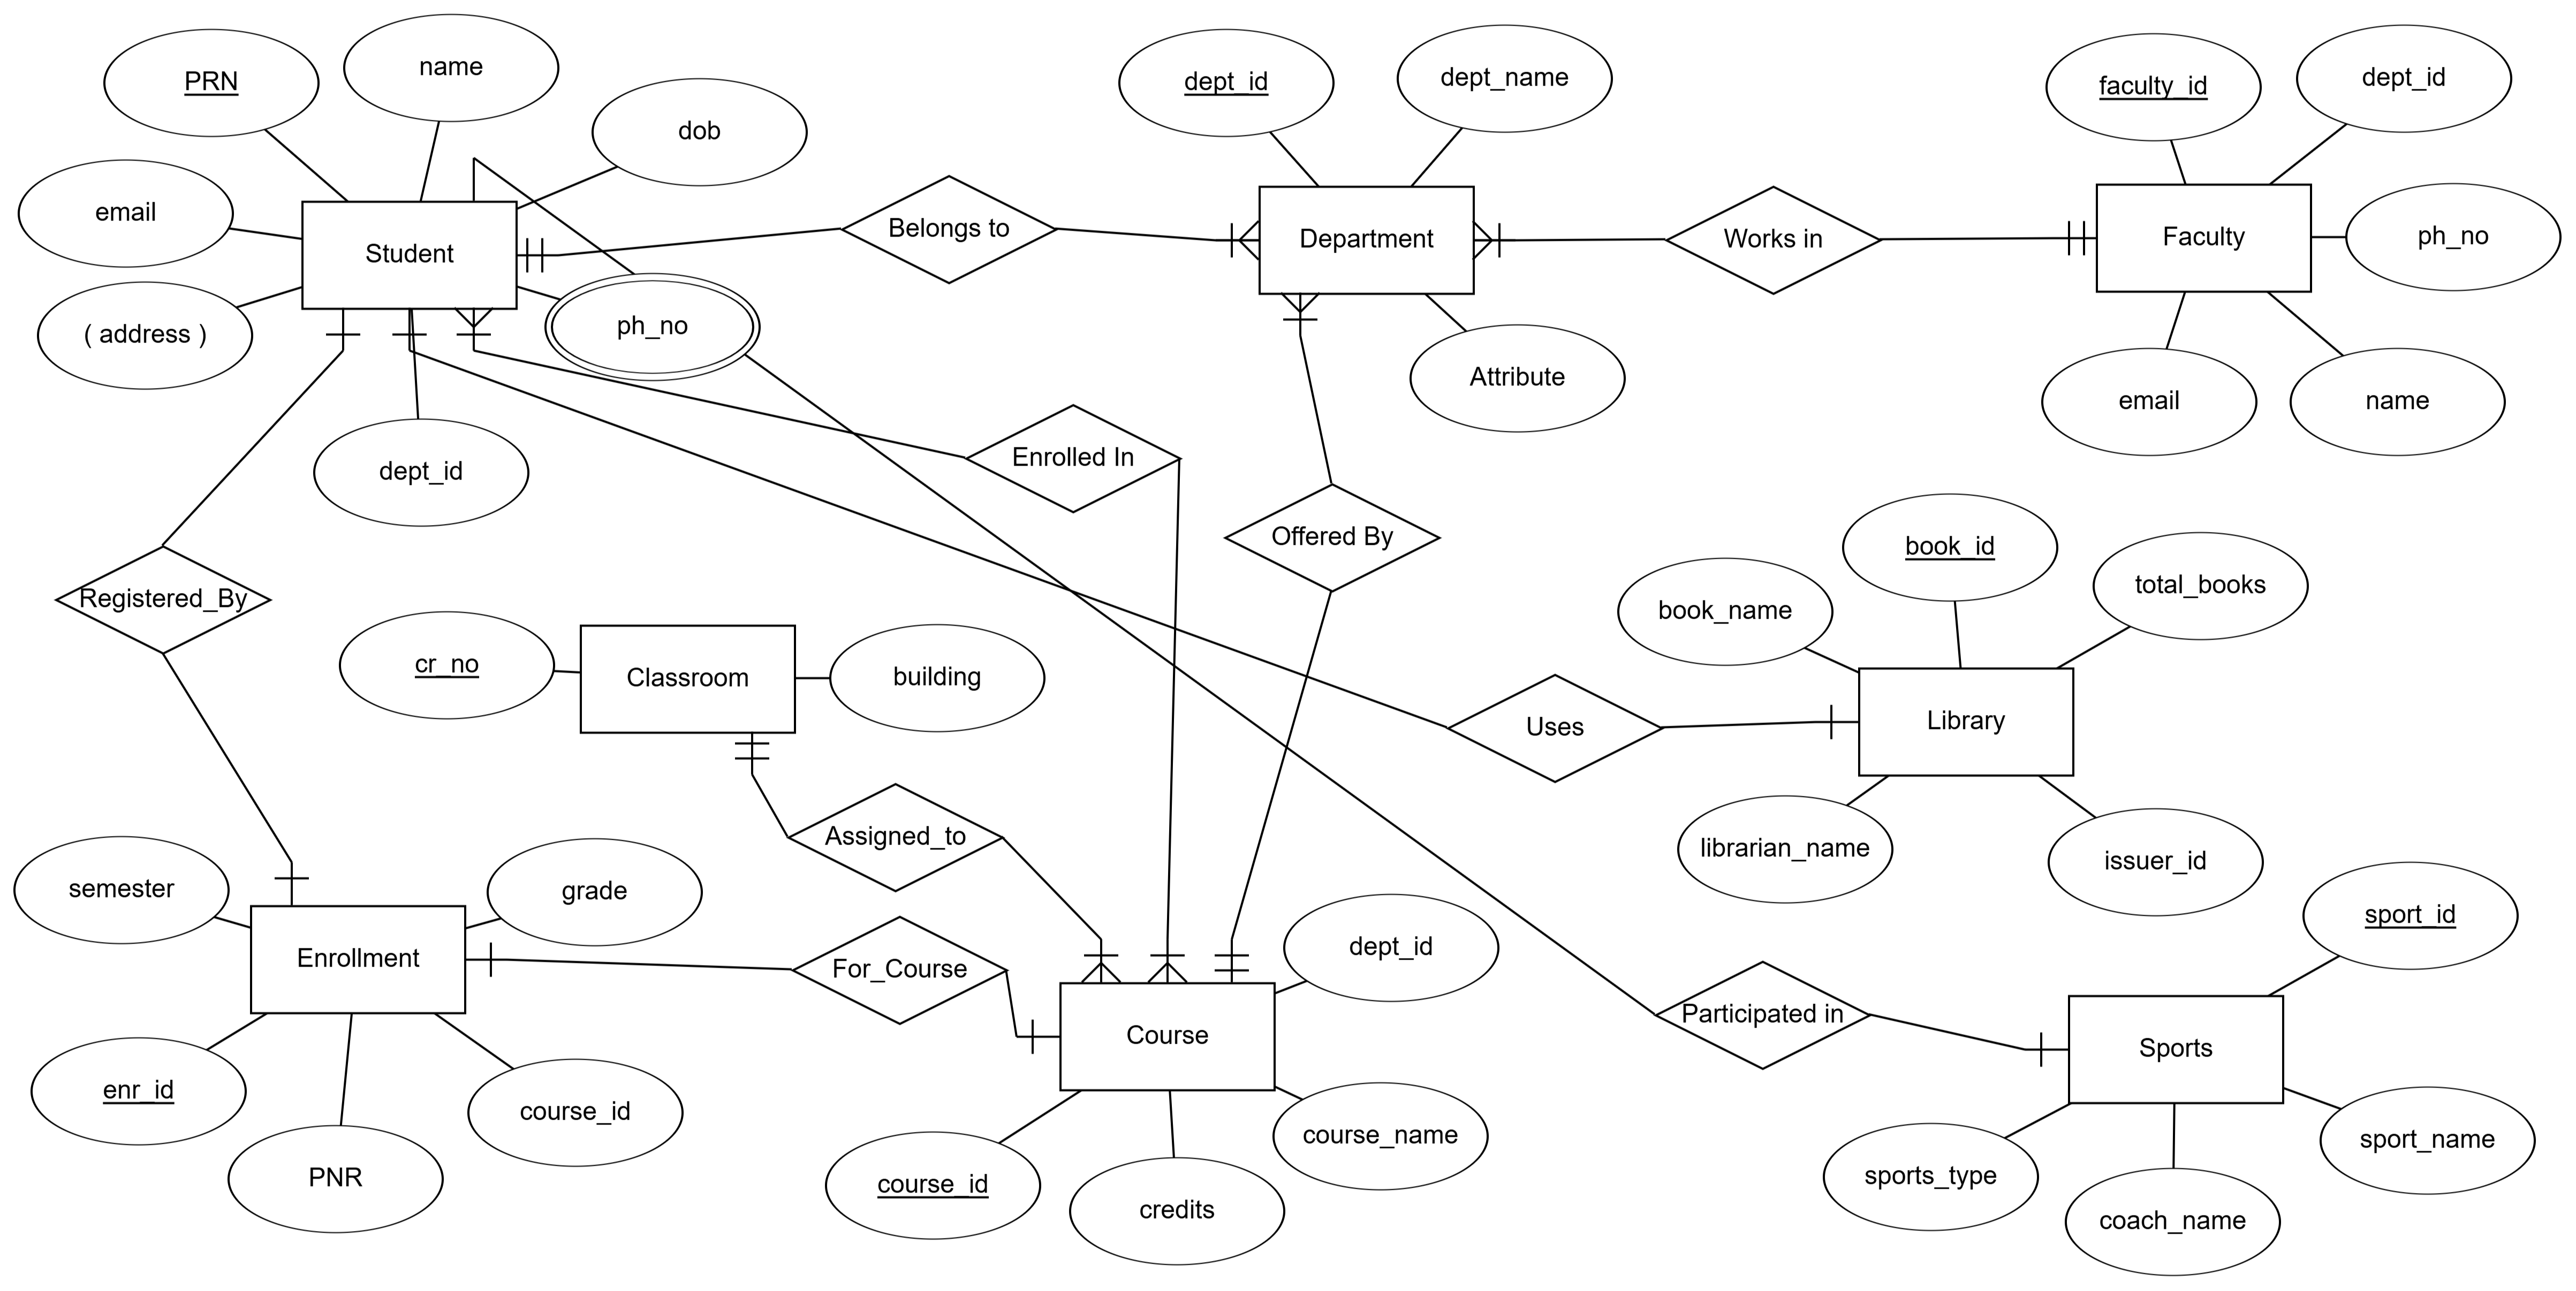 PRN
name
dob
email
Student
( address )
ph_no
dept_id
Belongs to
dept_id
dept_name
Department
Attribute
Works in
faculty_id
dept_id
Faculty
ph_no
email
name
Enrolled In
Offered By
Registered_By
cr_no
Classroom
building
Assigned_to
Uses
book_id
book_name
total_books
Library
librarian_name
issuer_id
semester
grade
Enrollment
For_Course
enr_id
PNR
course_id
dept_id
Course
course_id
credits
course_name
Participated in
sport_id
Sports
sports_type
coach_name
sport_name